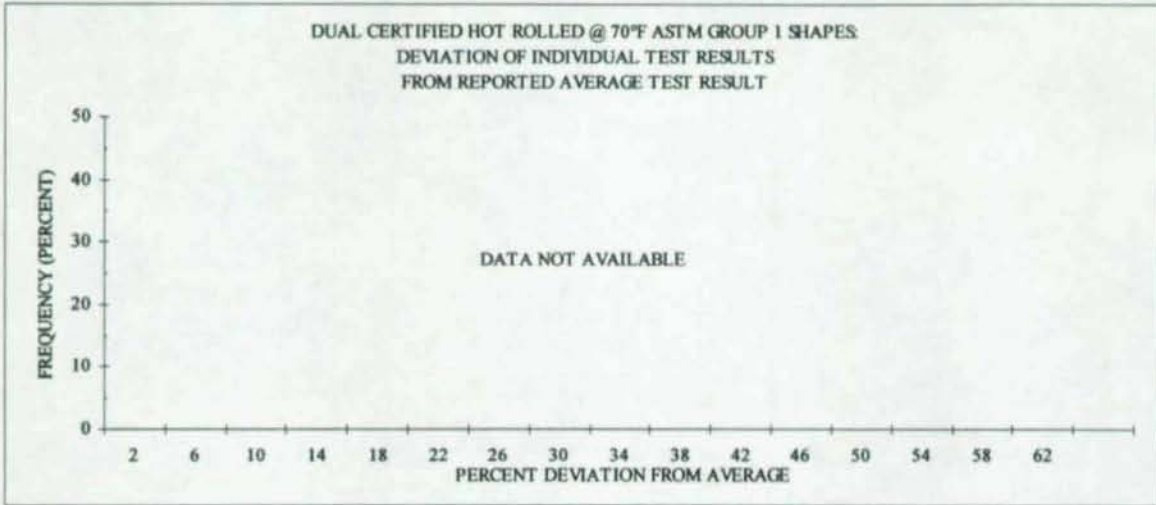 DUAL CERTIFIED HOT ROLLED @ 70°F ASTM GROUP 1 SHAPES:
DEVIATION OF INDIVIDUAL TEST RESULTS
FROM REPORTED AVERAGE TEST RESULT
50
40
30
20
10
0
FREQUENCY (PERCENT)
DATA NOT AVAILABLE
2 6 10 14 18 22 26 30 34 38 42 46 50 54 58 62
PERCENT DEVIATION FROM AVERAGE